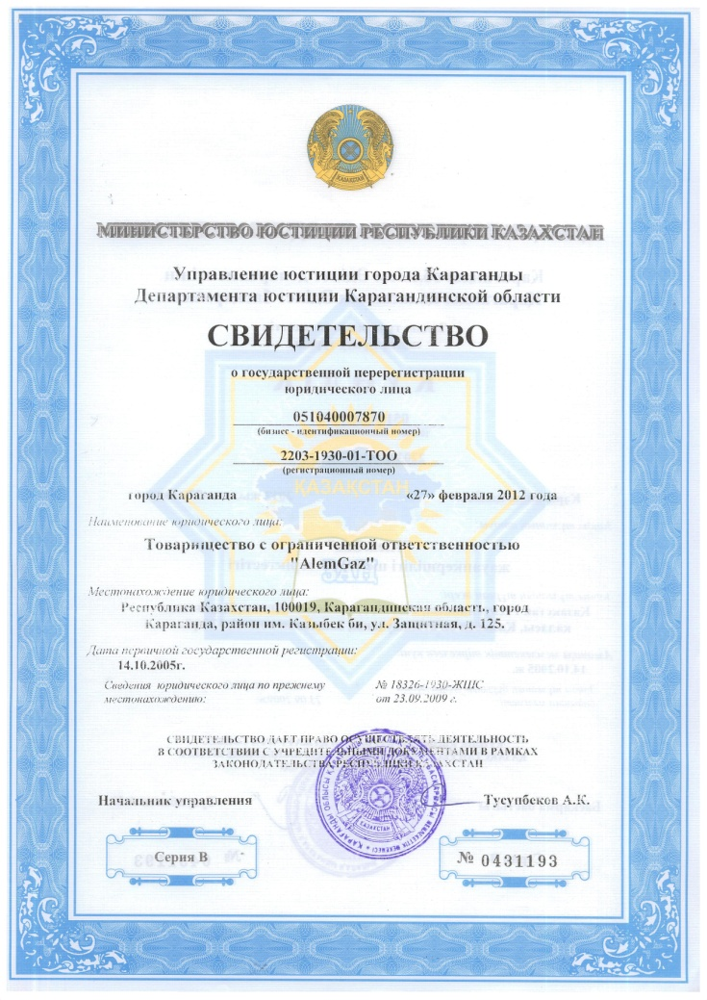 ҚАЗАҚСТАН
МИНИСТЕРСТВО ЮСТИЦИИ РЕСПУБЛИКИ КАЗАХСТАН
Управление юстиции города Караганды
Департамента юстиции Карагандинской области
СВИДЕТЕЛЬСТВО
о государственной перерегистрации
юридического лица
051040007870
(бизнес - идентификационный номер)
2203-1930-01-ТОО
(регистрационный номер)
ҚАЗАҚСТАН
город Караганда «27» февраля 2012 года
Наименование юридического лица:
Товарищество с ограниченной ответственностью
"AlemGaz"
Местонахождение юридического лица:
Республика Казахстан, 100019, Карагандинская область, город
Караганда, район им. Казыбек би, ул. Защитная, д. 125.
Дата первичной государственной регистрации:
14.10.2005г.
Сведения юридического лица по прежнему № 18326-1930-ЖШС
местонахождению: от 23.09.2009 г.
СВИДЕТЕЛЬСТВО ДАЕТ ПРАВО ОСУЩЕСТВЛЯТЬ ДЕЯТЕЛЬНОСТЬ
В СООТВЕТСТВИИ С УЧРЕДИТЕЛЬНЫМИ ДОКУМЕНТАМИ В РАМКАХ
ЗАКОНОДАТЕЛЬСТВА РЕСПУБЛИКИ КАЗАХСТАН
Начальник управления Тусупбеков А.К.
ҚАЗАҚСТАН
Серия В № 0431193